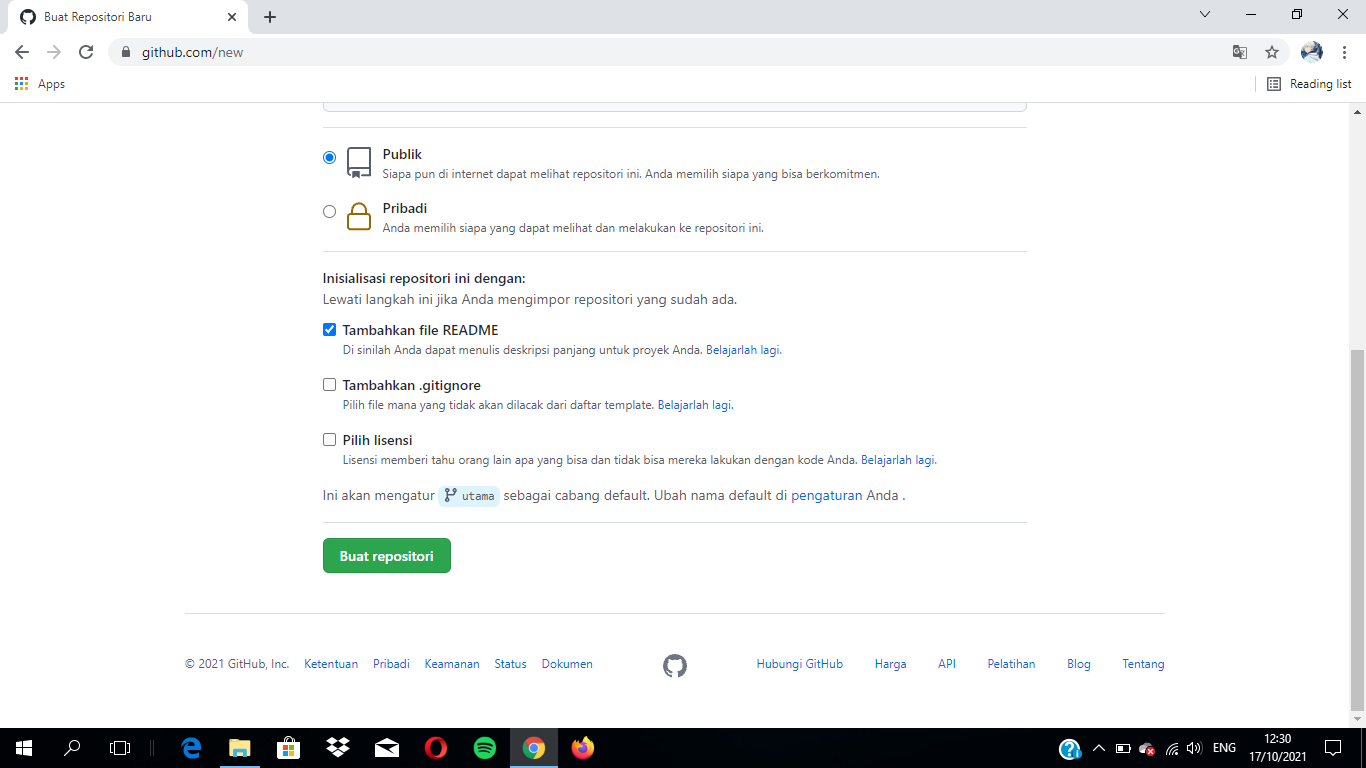 Buat Repositori Baru
github.com/new
Apps
Reading list
Publik
Siapa pun di internet dapat melihat repositori ini. Anda memilih siapa yang bisa berkomitmen.
Pribadi
Anda memilih siapa yang dapat melihat dan melakukan ke repositori ini.
Inisialisasi repositori ini dengan:
Lewati langkah ini jika Anda mengimpor repositori yang sudah ada.
Tambahkan file README
Di sinilah Anda dapat menulis deskripsi panjang untuk proyek Anda. Belajarlah lagi.
Tambahkan .gitignore
Pilih file mana yang tidak akan dilacak dari daftar template. Belajarlah lagi.
Pilih lisensi
Lisensi memberi tahu orang lain apa yang bisa dan tidak bisa mereka lakukan dengan kode Anda. Belajarlah lagi.
Ini akan mengatur utama sebagai cabang default. Ubah nama default di pengaturan Anda .
Buat repositori
© 2021 GitHub, Inc. Ketentuan Pribadi Keamanan Status Dokumen Hubungi GitHub Harga API Pelatihan Blog Tentang
ENG
12:30
17/10/2021